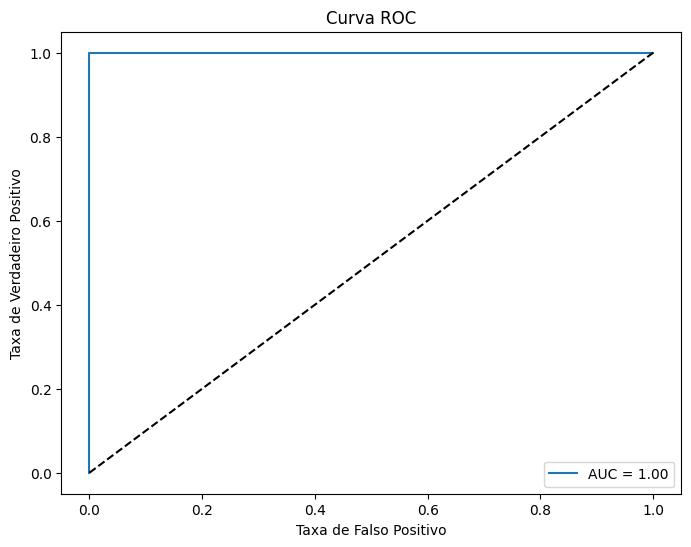 Curva ROC
Taxa de Verdadeiro Positivo
1.0
0.8
0.6
0.4
0.2
0.0
AUC = 1.00
0.0 0.2 0.4 0.6 0.8 1.0
Taxa de Falso Positivo